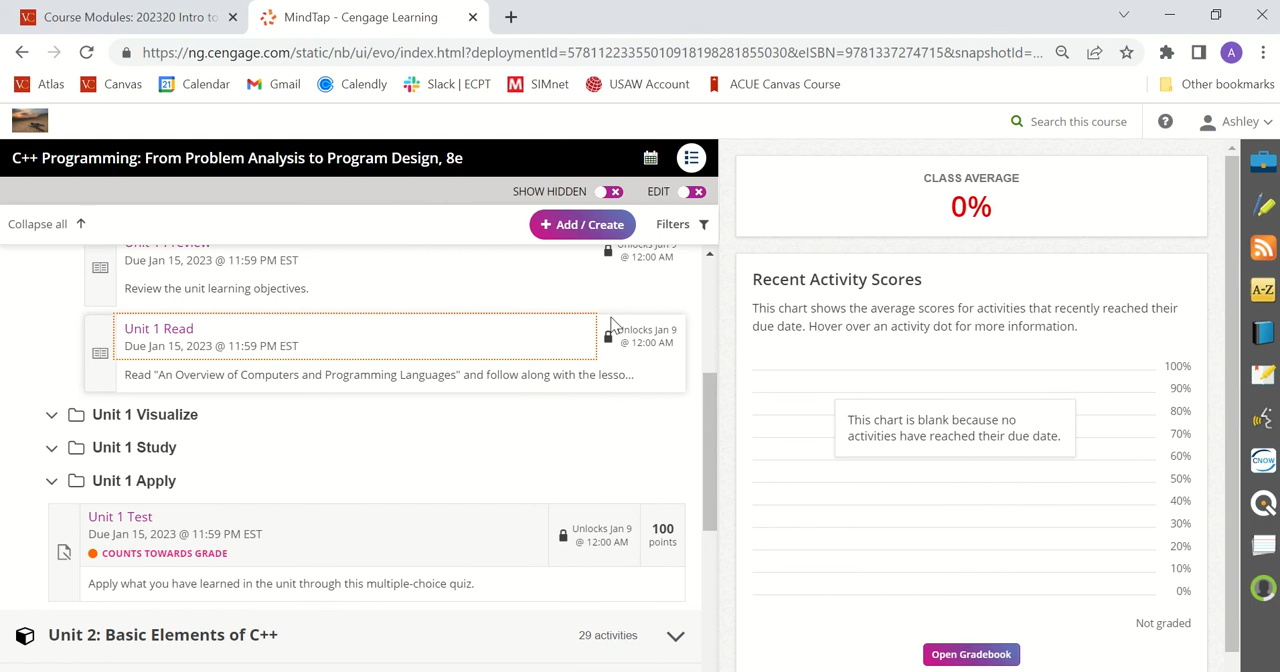 Course Modules: 202320 Intro to
MindTap - Cengage Learning
https://ng.cengage.com/static/nb/ui/evo/index.html?deploymentId=57811223355010918198281855030&eISBN=9781337274715&snapshotId=...
A
Atlas
Canvas
Calendar
Gmail
Calendly
Slack | ECPT
SIMnet
USAW Account
ACUE Canvas Course
Other bookmarks
Search this course
Ashley
C++ Programming: From Problem Analysis to Program Design, 8e
SHOW HIDDEN
EDIT
Collapse all
+ Add / Create
Filters
Unit 1 Preview
Due Jan 15, 2023 @ 11:59 PM EST
Unlocks Jan 9
@ 12:00 AM
Review the unit learning objectives.
Unit 1 Read
Due Jan 15, 2023 @ 11:59 PM EST
Unlocks Jan 9
@ 12:00 AM
Read "An Overview of Computers and Programming Languages" and follow along with the lesso...
Unit 1 Visualize
Unit 1 Study
Unit 1 Apply
Unit 1 Test
Due Jan 15, 2023 @ 11:59 PM EST
COUNTS TOWARDS GRADE
Unlocks Jan 9
@ 12:00 AM
100
points
Apply what you have learned in the unit through this multiple-choice quiz.
Unit 2: Basic Elements of C++
29 activities
CLASS AVERAGE
0%
Recent Activity Scores
This chart shows the average scores for activities that recently reached their
due date. Hover over an activity dot for more information.
100%
90%
80%
70%
60%
50%
40%
30%
20%
10%
0%
This chart is blank because no
activities have reached their due date.
Not graded
Open Gradebook
A-Z
CNOW